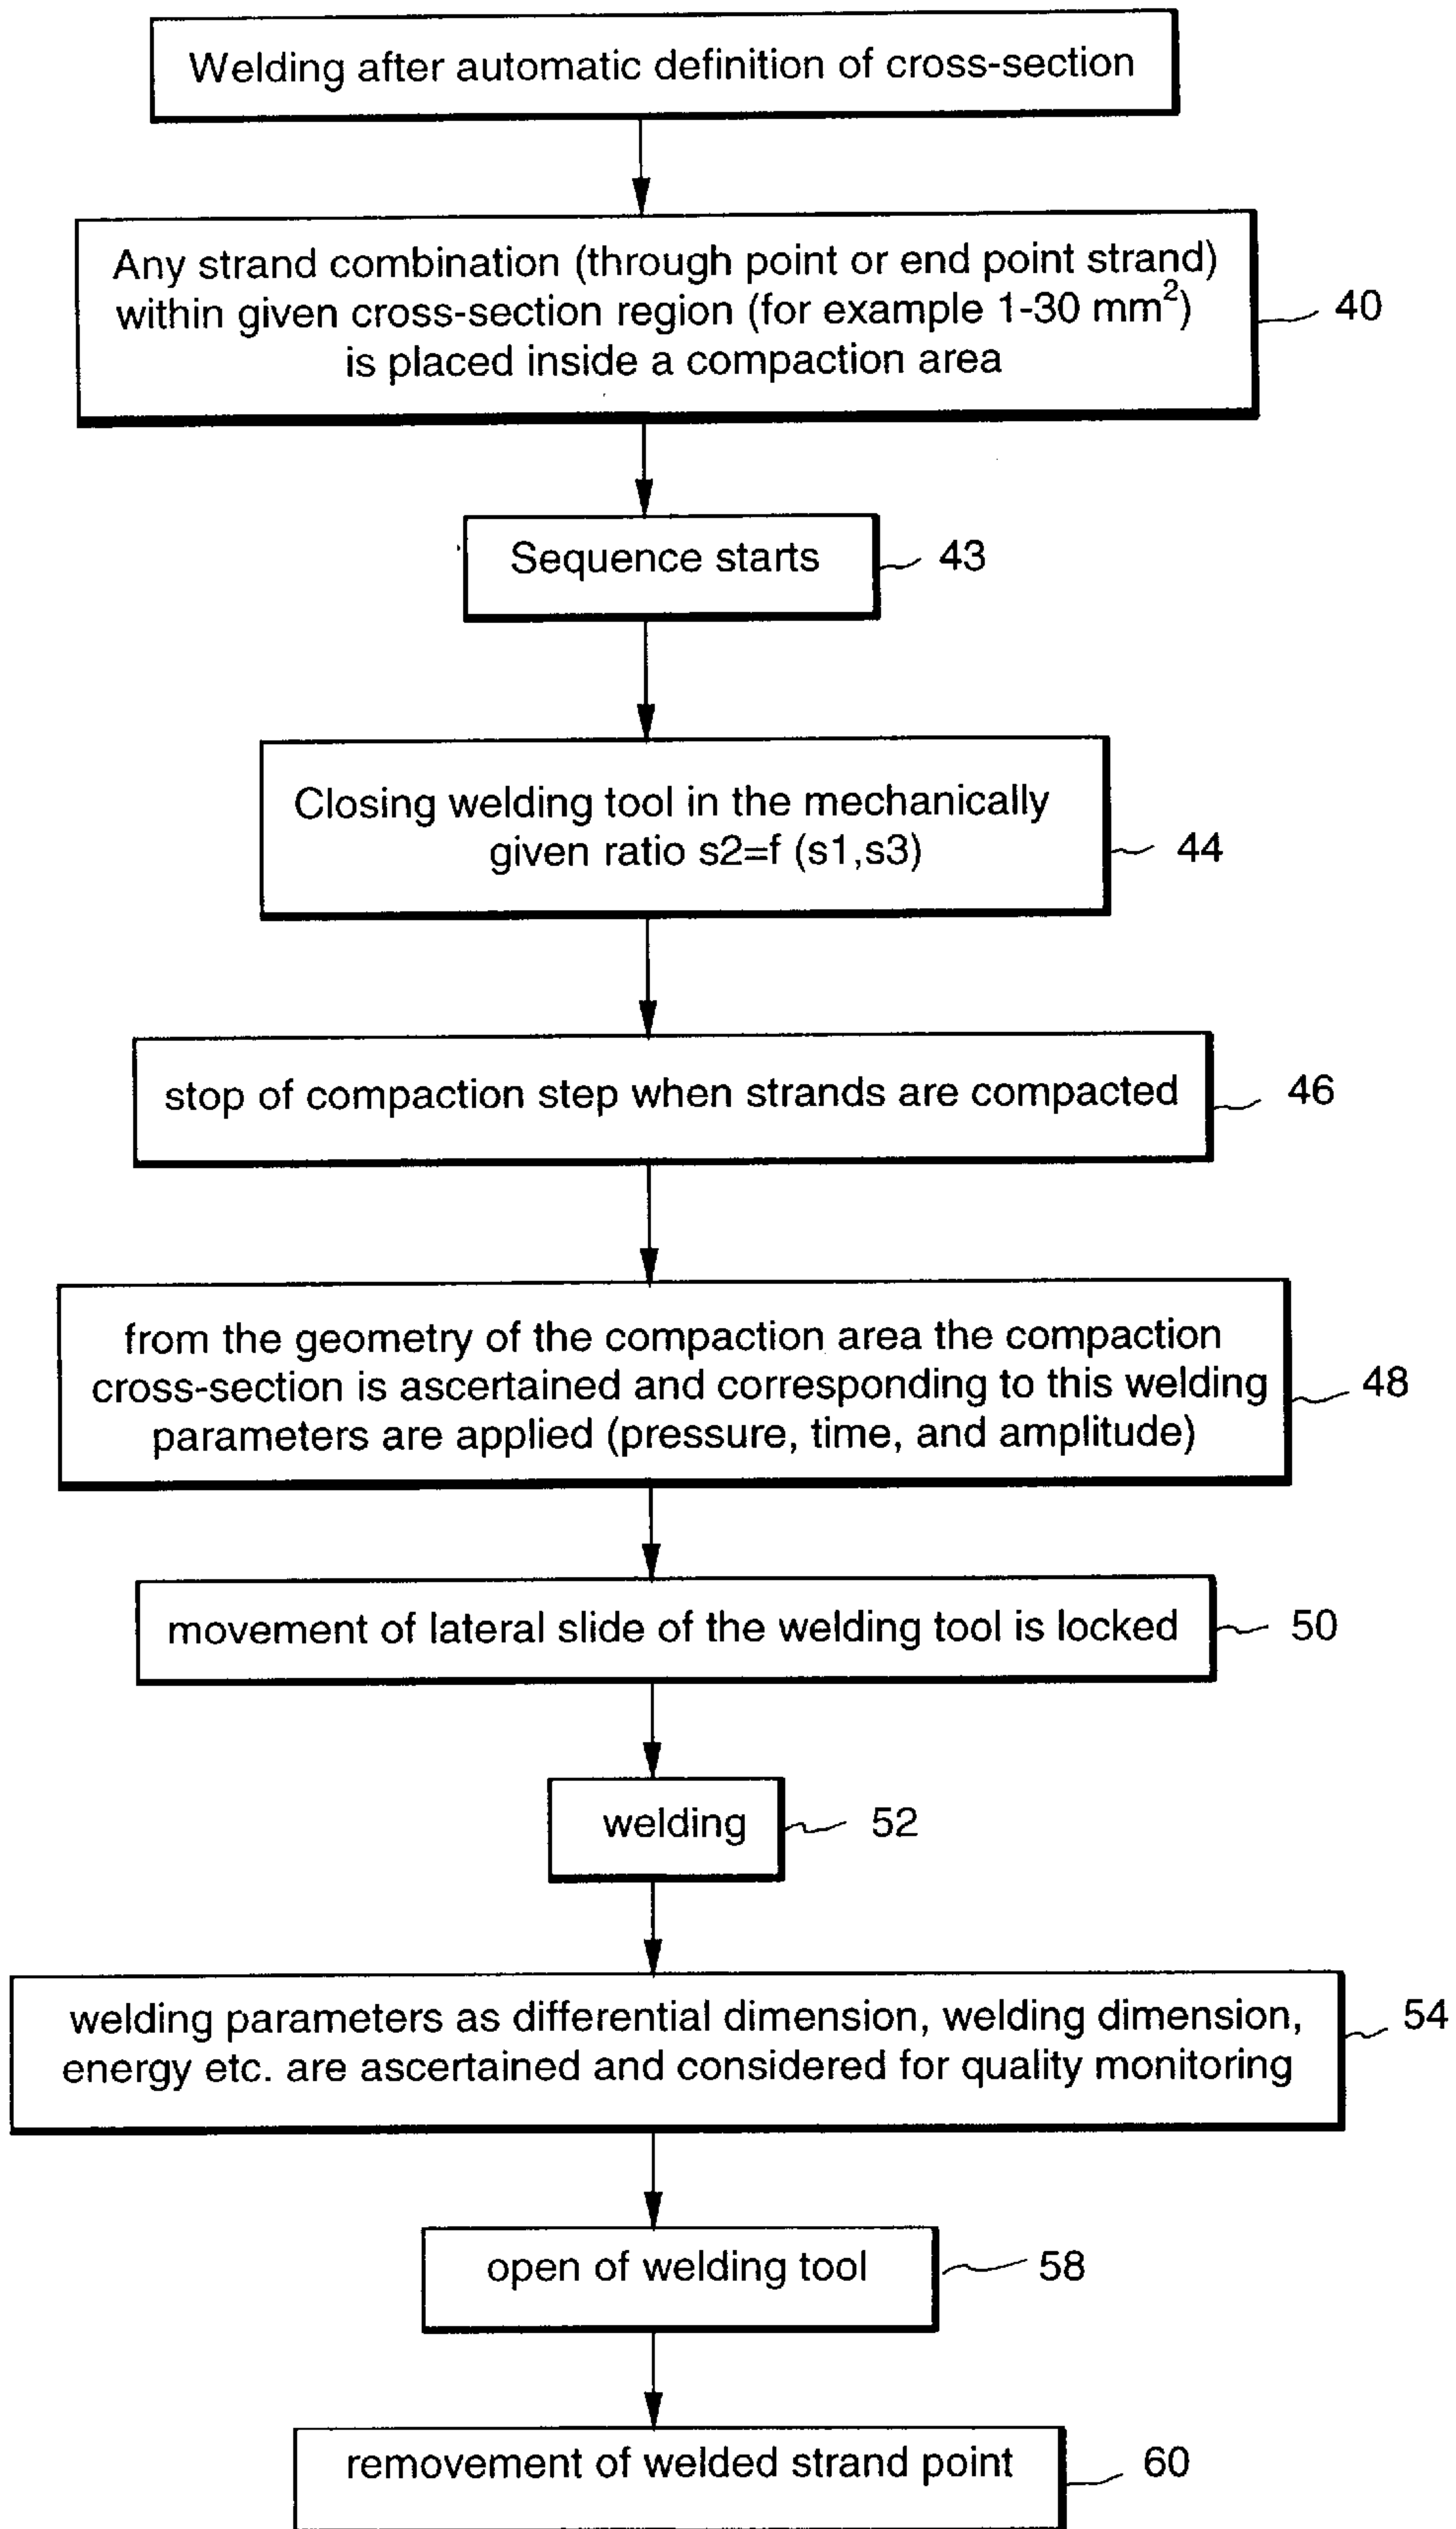 Welding after automatic definition of cross-section
Any strand combination (through point or end point strand)
within given cross-section region (for example 1-30 mm²)
is placed inside a compaction area
40
Sequence starts
43
Closing welding tool in the mechanically
given ratio s2=f (s1,s3)
44
stop of compaction step when strands are compacted
46
from the geometry of the compaction area the compaction
cross-section is ascertained and corresponding to this welding
parameters are applied (pressure, time, and amplitude)
48
movement of lateral slide of the welding tool is locked
50
welding
52
welding parameters as differential dimension, welding dimension,
energy etc. are ascertained and considered for quality monitoring
54
open of welding tool
58
removement of welded strand point
60